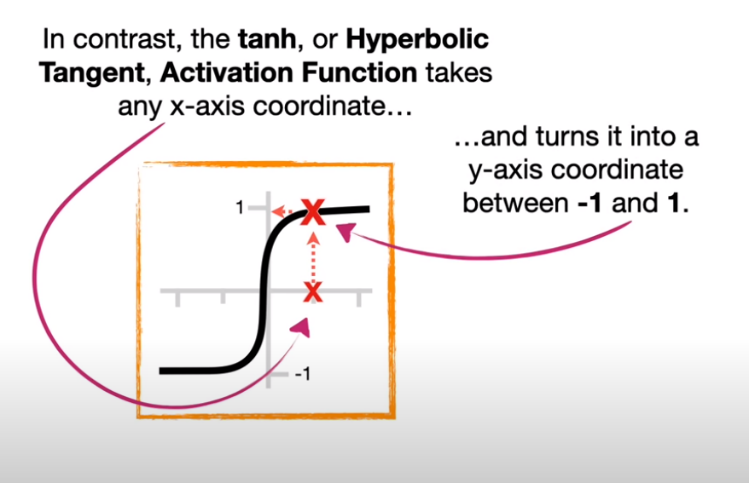 In contrast, the tanh, or Hyperbolic
Tangent, Activation Function takes
any x-axis coordinate…
…and turns it into a
y-axis coordinate
between -1 and 1.
1
-1